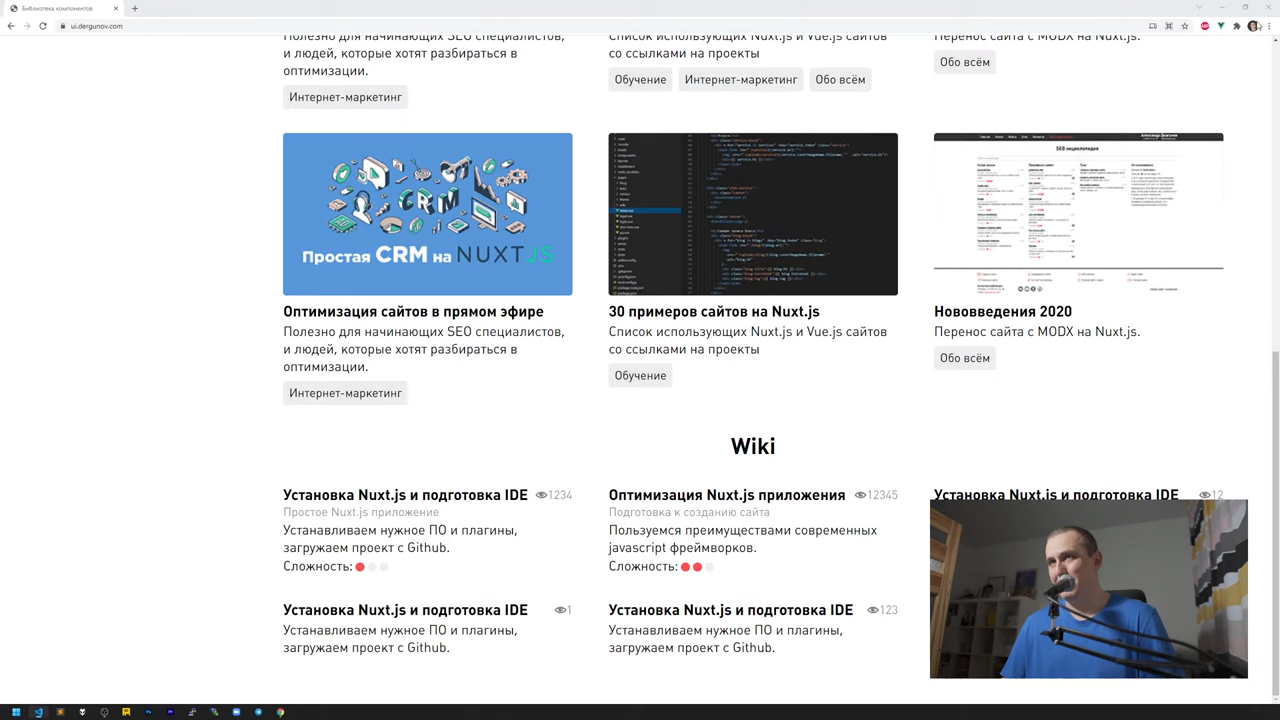 Библиотека компонентов
ui.dergunov.com
Полезно для начинающих SEO специалистов,
и людей, которые хотят разбираться в
оптимизации.
Интернет-маркетинг
Список использующих Nuxt.js и Vue.js сайтов
со ссылками на проекты
Обучение
Интернет-маркетинг
Обо всём
Перенос сайта с MODX на Nuxt.js.
Обо всём
CRM на NUXTJS
SEO энциклопедия
Оптимизация сайтов в прямом эфире
Полезно для начинающих SEO специалистов,
и людей, которые хотят разбираться в
оптимизации.
Интернет-маркетинг
30 примеров сайтов на Nuxt.js
Список использующих Nuxt.js и Vue.js сайтов
со ссылками на проекты
Обучение
Нововведения 2020
Перенос сайта с MODX на Nuxt.js.
Обо всём
Wiki
Установка Nuxt.js и подготовка IDE 1234
Простое Nuxt.js приложение
Устанавливаем нужное ПО и плагины,
загружаем проект с Github.
Сложность:
Оптимизация Nuxt.js приложения 12345
Подготовка к созданию сайта
Пользуемся преимуществами современных
javascript фреймворков.
Сложность:
Установка Nuxt.js и подготовка IDE 12
Установка Nuxt.js и подготовка IDE 1
Устанавливаем нужное ПО и плагины,
загружаем проект с Github.
Установка Nuxt.js и подготовка IDE 123
Устанавливаем нужное ПО и плагины,
загружаем проект с Github.